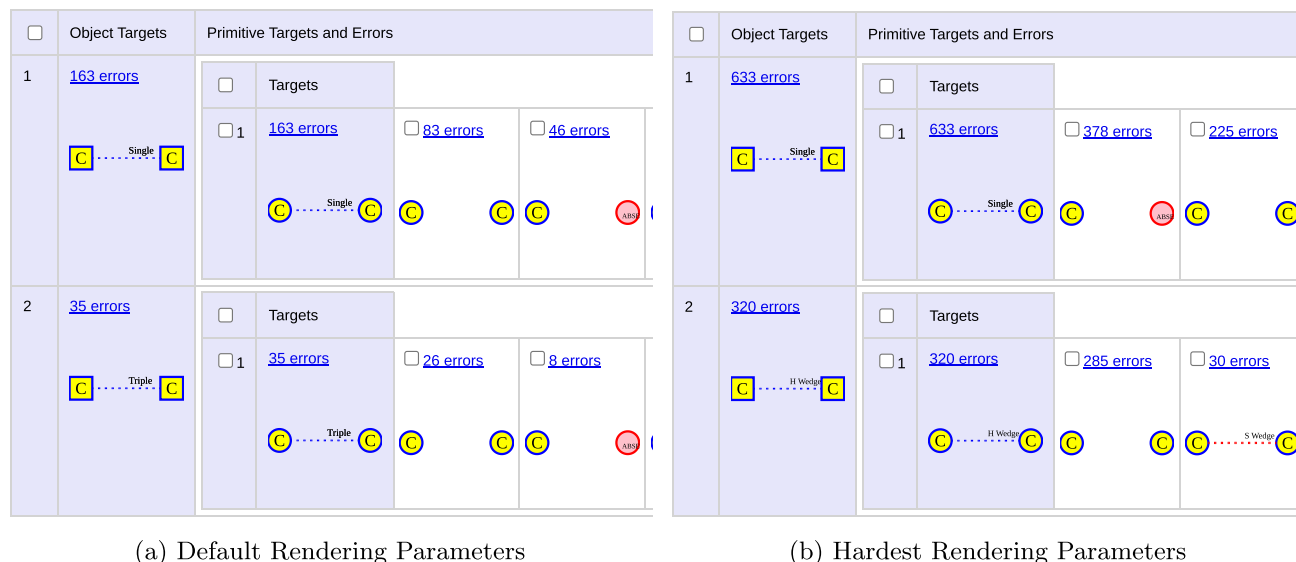 Object Targets Primitive Targets and Errors
1 163 errors
Targets
1 163 errors 83 errors 46 errors
C Single C
C Single C C C C
2 35 errors
Targets
1 35 errors 26 errors 8 errors
C Triple C
C Triple C C C C
(a) Default Rendering Parameters
Object Targets Primitive Targets and Errors
1 633 errors
Targets
1 633 errors 378 errors 225 errors
C Single C
C Single C C C C
2 320 errors
Targets
1 320 errors 285 errors 30 errors
C H Wedge C
C H Wedge C C C C S Wedge C
(b) Hardest Rendering Parameters